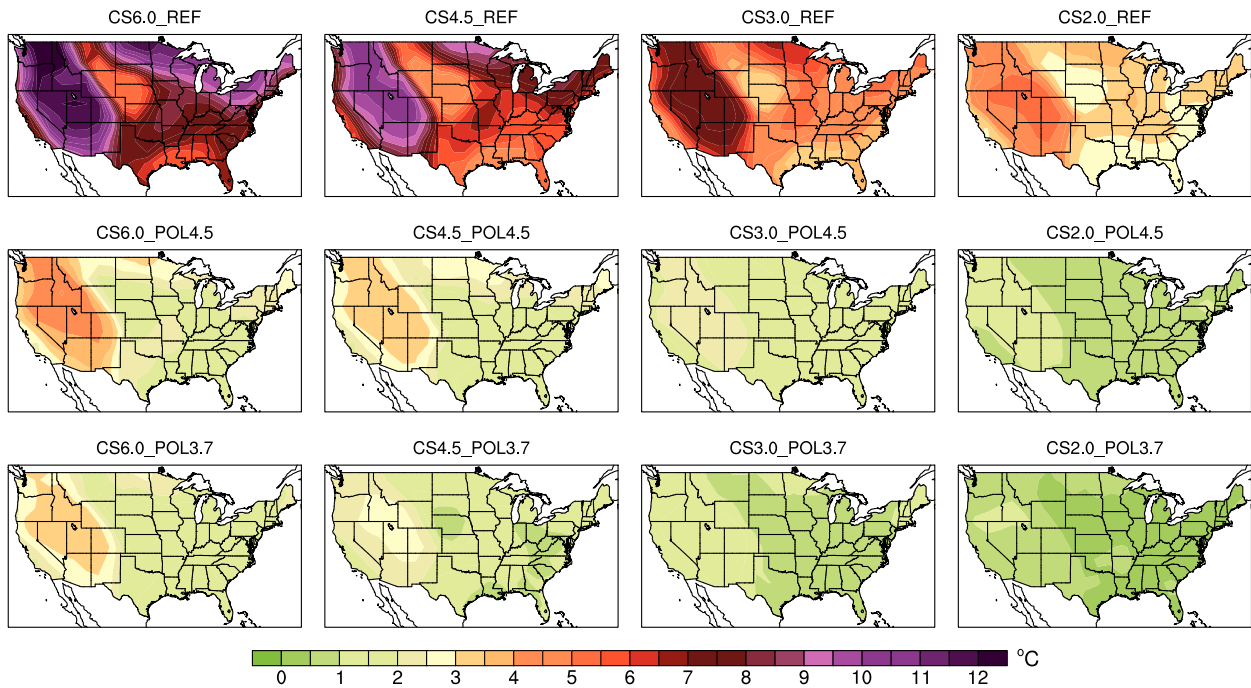 CS6.0_REF CS4.5_REF CS3.0_REF CS2.0_REF
CS6.0_POL4.5 CS4.5_POL4.5 CS3.0_POL4.5 CS2.0_POL4.5
CS6.0_POL3.7 CS4.5_POL3.7 CS3.0_POL3.7 CS2.0_POL3.7
°C
0 1 2 3 4 5 6 7 8 9 10 11 12